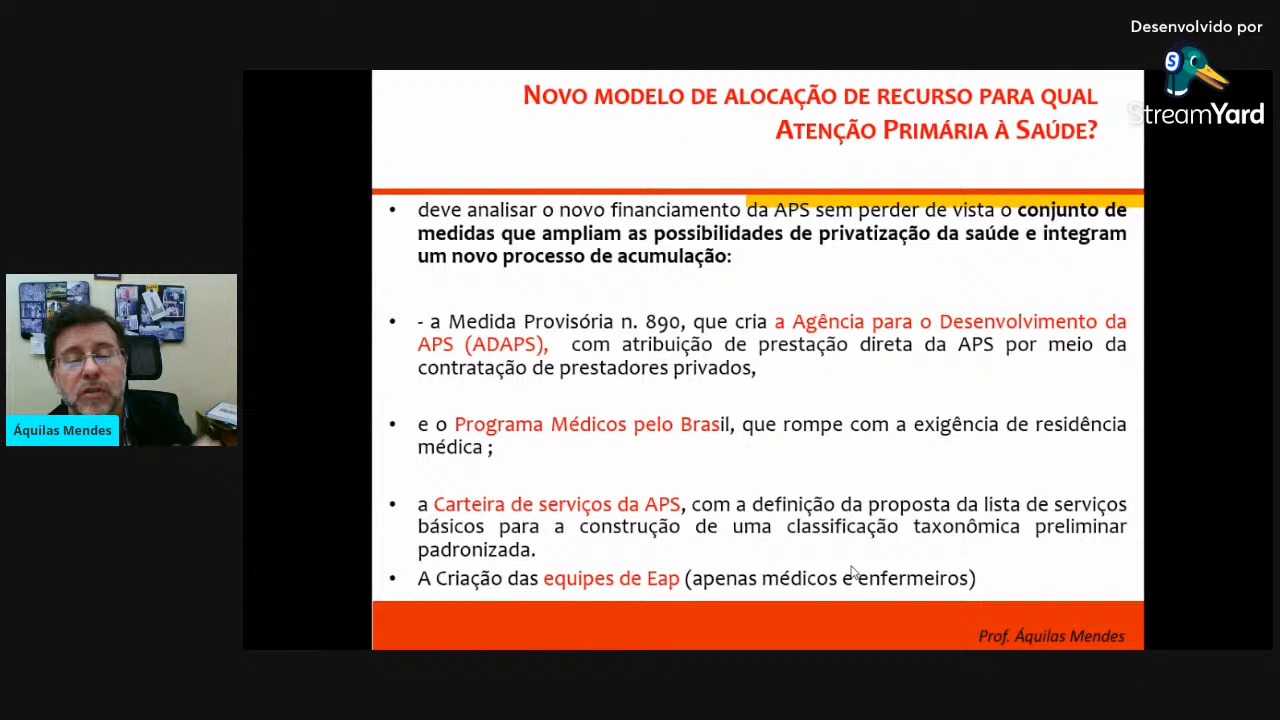 Desenvolvido por
StreamYard
NOVO MODELO DE ALOCAÇÃO DE RECURSO PARA QUAL
ATENÇÃO PRIMÁRIA À SAÚDE?
• deve analisar o novo financiamento da APS sem perder de vista o conjunto de
medidas que ampliam as possibilidades de privatização da saúde e integram
um novo processo de acumulação:
• - a Medida Provisória n. 890, que cria a Agência para o Desenvolvimento da
APS (ADAPS), com atribuição de prestação direta da APS por meio da
contratação de prestadores privados,
• e o Programa Médicos pelo Brasil, que rompe com a exigência de residência
médica ;
• a Carteira de serviços da APS, com a definição da proposta da lista de serviços
básicos para a construção de uma classificação taxonômica preliminar
padronizada.
• A Criação das equipes de Eap (apenas médicos e enfermeiros)
Prof. Áquilas Mendes
Áquilas Mendes